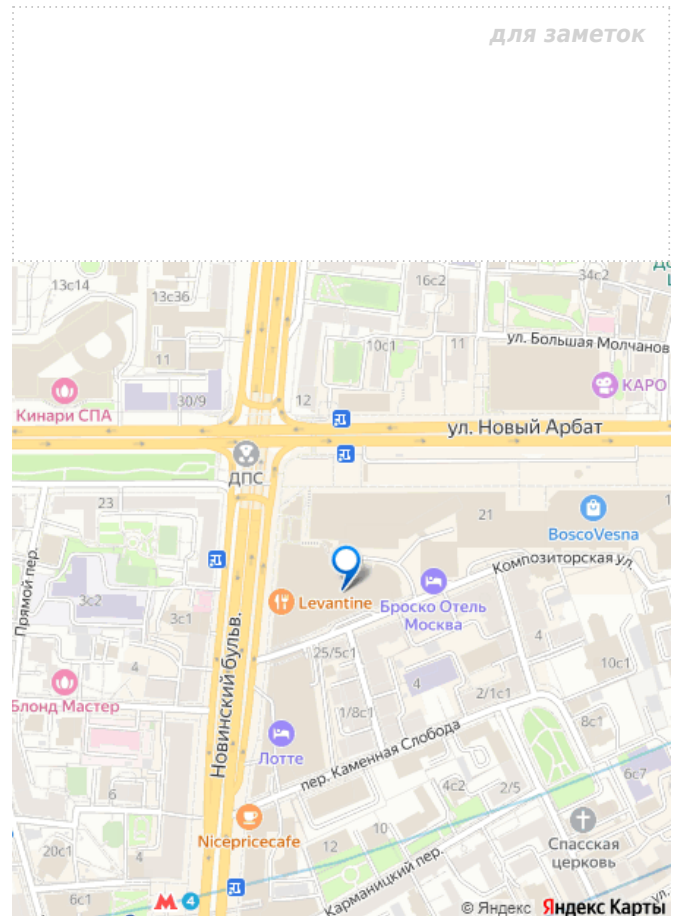 для заметок
13с14
13с36
16с2
34с2
ул. Большая Молчанов
11
10с1
11
30/9
12
Кинари СПА
КАРО
ул. Новый Арбат
ДПС
23
21
BoscoVesna
Композиторская ул.
Прямой пер.
3с2
3с1
Levantine
Броско Отель
Москва
4
25/5с1
4
10с1
Новинский бульв.
4
2/1с1
Блонд Мастер
1/8с1
8с1
Лотте
пер. Каменная Слобода
6с7
6
4с2
2/5
Nicepricecafe
10
12
Спасская
церковь
20с1
4
Карманицкий пер.
6с1
4
ул.
© Яндекс Яндекс Карты